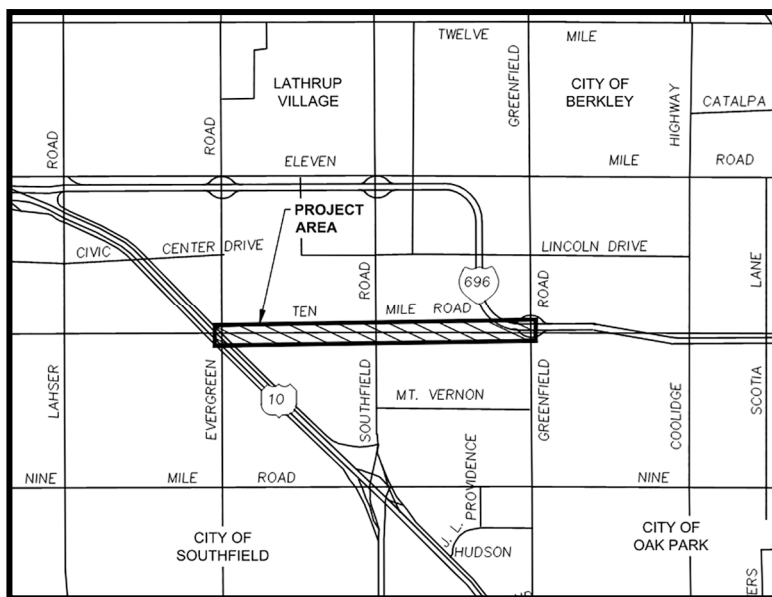 TWELVE MILE
LATHRUP
VILLAGE
CITY OF
BERKLEY
GREENFIELD
HIGHWAY
CATALPA
ROAD
ROAD
ELEVEN MILE ROAD
PROJECT
AREA
CIVIC CENTER DRIVE
LINCOLN DRIVE
ROAD
696
ROAD
LANE
TEN MILE ROAD
LAHSER
EVERGREEN
10
SOUTHFIELD
MT. VERNON
GREENFIELD
COOLIDGE
SCOTIA
NINE MILE ROAD
NINE
J. L. PROVIDENCE
HUDSON
CITY OF
SOUTHFIELD
CITY OF
OAK PARK
ERS